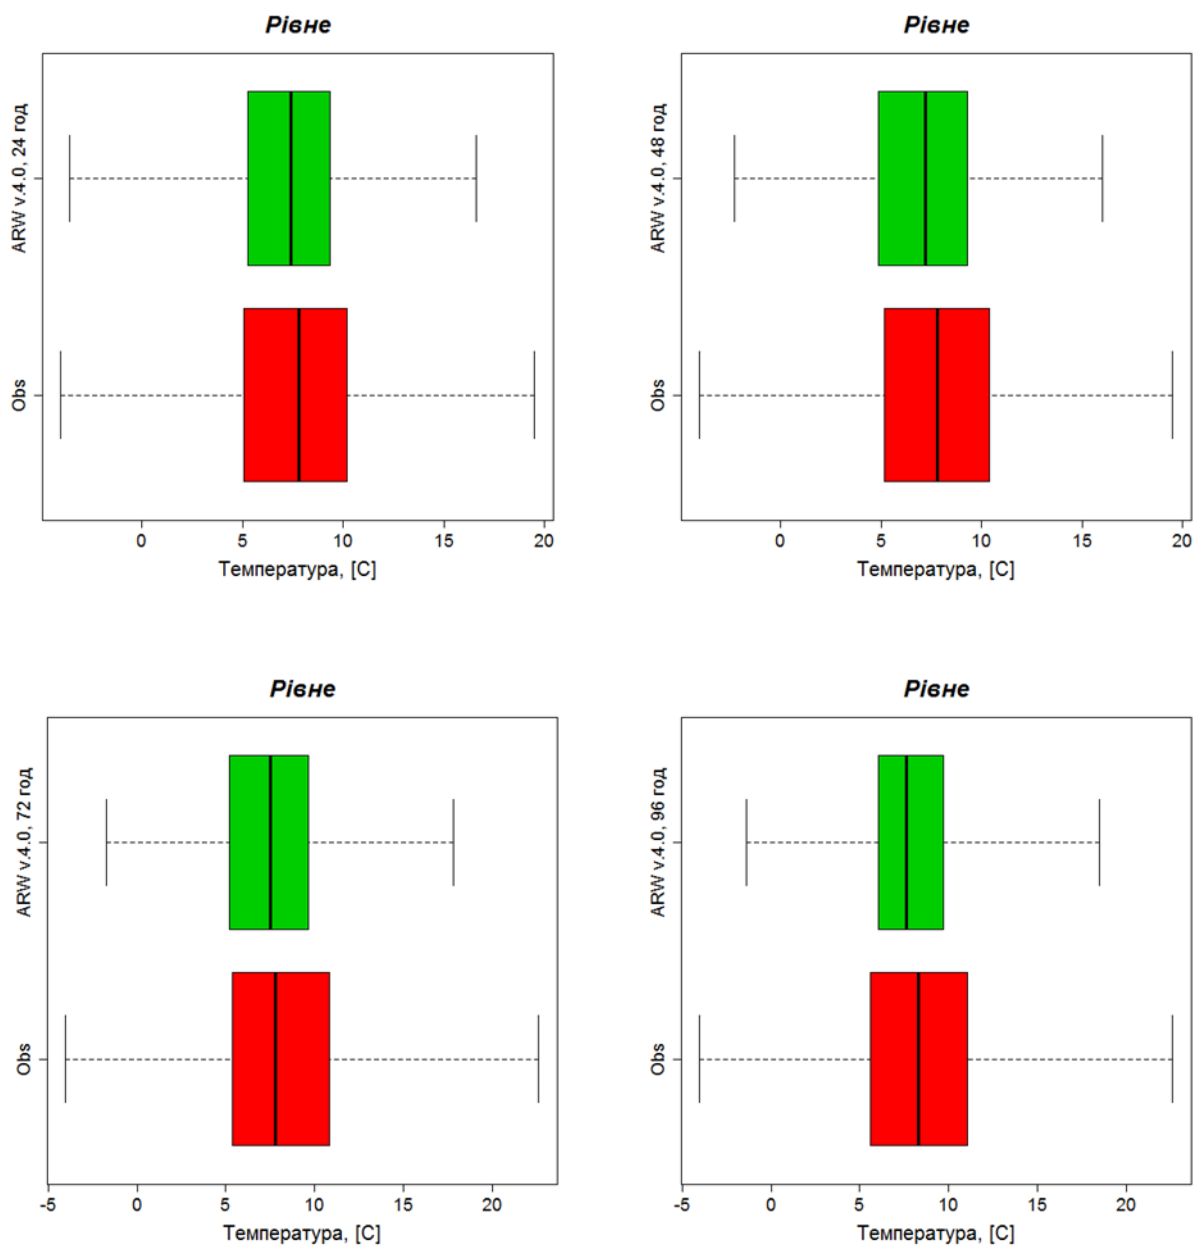 Рівне
ARW v.4.0, 24 год
Obs
0 5 10 15 20
Температура, [C]
Рівне
ARW v.4.0, 48 год
Obs
0 5 10 15 20
Температура, [C]
Рівне
ARW v.4.0, 72 год
Obs
-5 0 5 10 15 20
Температура, [C]
Рівне
ARW v.4.0, 96 год
Obs
-5 0 5 10 15 20
Температура, [C]